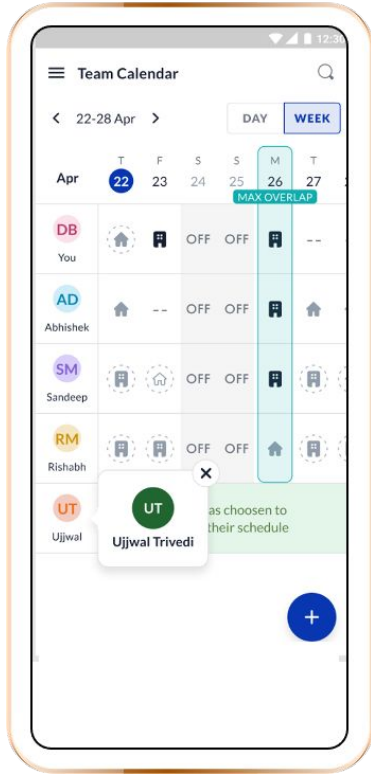 12:30
Team Calendar
22-28 Apr
DAY
WEEK
Apr
T F S S M T
22 23 24 25 26 27
MAX OVERLAP
DB
You
OFF OFF
--
AD
Abhishek
--
OFF OFF
SM
Sandeep
OFF OFF
RM
Rishabh
OFF OFF
UT
Ujjwal
UT
Ujjwal Trivedi
as chosen to
their schedule
+